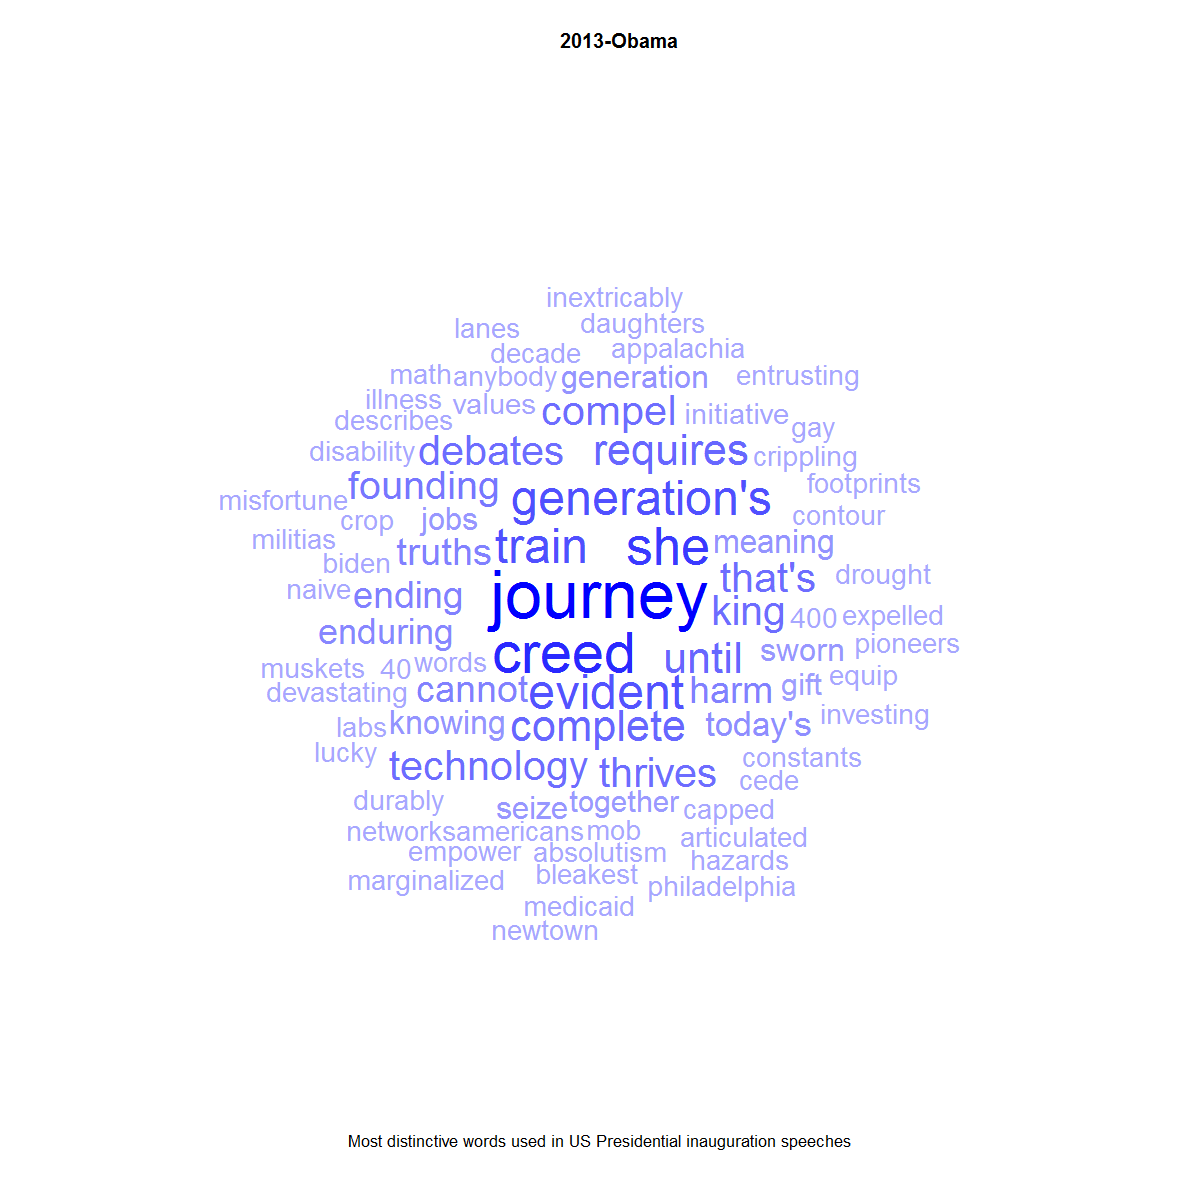 2013-Obama
inextricably
lanes daughters
decade appalachia
math anybody generation entrusting
illness values compel initiative
describes gay
disability debates requires crippling
misfortune founding generation's footprints
crop jobs contour
militias truths train she meaning
biden that's drought
naive ending journey king 400 expelled
enduring creed until sworn pioneers
muskets 40 words equip
devastating cannot evident harm gift
labs knowing complete today's investing
lucky technology thrives constants
cede
durably seize together capped
networks americans mob articulated
empower absolutism hazards
marginalized bleakest philadelphia
medicaid
newtown
Most distinctive words used in US Presidential inauguration speeches